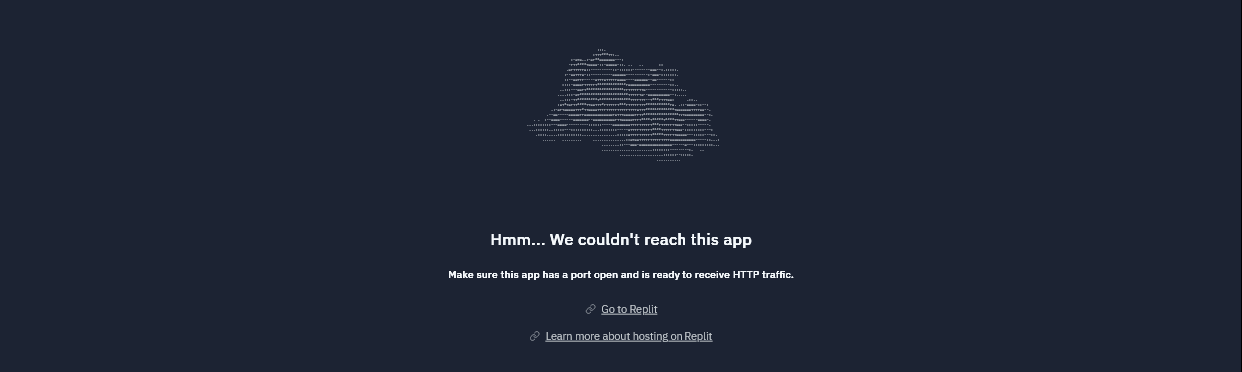 Hmm... We couldn't reach this app
Make sure this app has a port open and is ready to receive HTTP traffic.
Go to Replit
Learn more about hosting on Replit